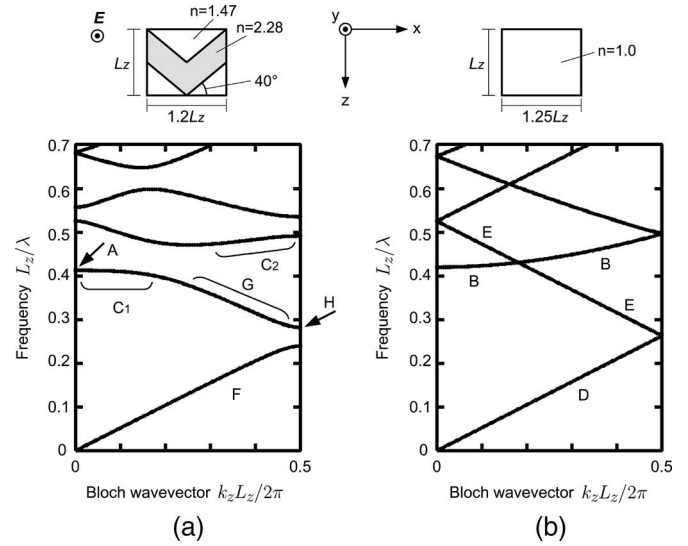 n=1.47
n=2.28
E
Lz
40°
1.2Lz
y
x
z
n=1.0
Lz
1.25Lz
0.7
0.6
0.5
0.4
0.3
0.2
0.1
0
Frequency Lz/λ
A
C1
C2
G
H
F
0
0.5
Bloch wavevector kzLz/2π
(a)
0.7
0.6
0.5
0.4
0.3
0.2
0.1
0
Frequency Lz/λ
E
B
B
E
D
0
0.5
Bloch wavevector kzLz/2π
(b)